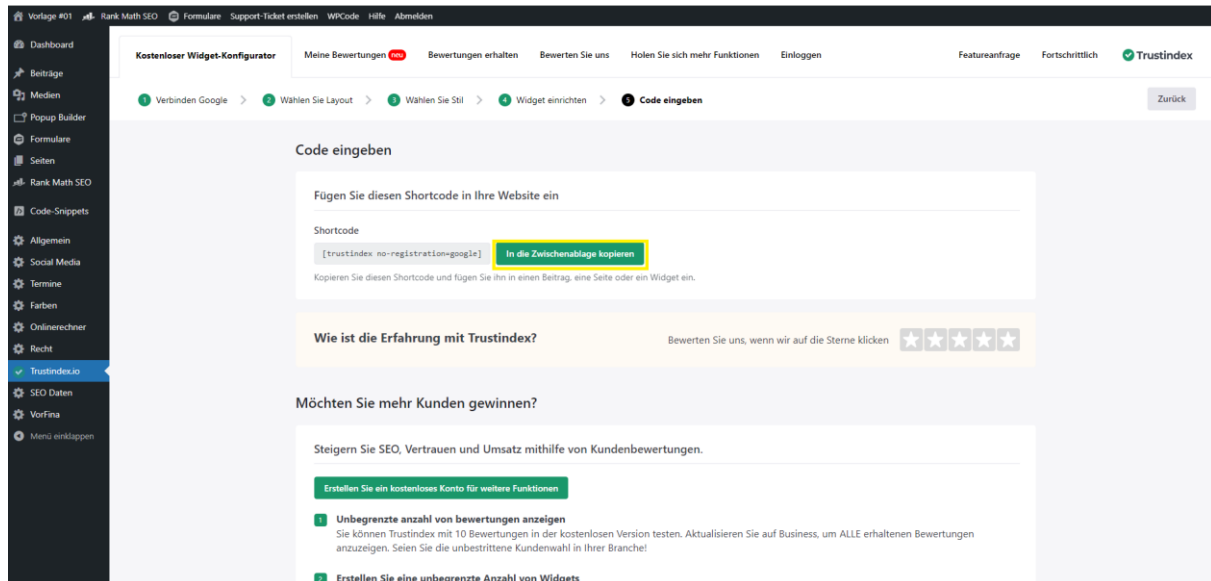 Vorlage #01 Rank Math SEO Formulare Support-Ticket erstellen WPCode Hilfe Abmelden
Dashboard
Beiträge
Medien
Popup Builder
Formulare
Seiten
Rank Math SEO
Code-Snippets
Allgemein
Social Media
Termine
Farben
Onlinerechner
Recht
Trustindex.io
SEO Daten
VorFina
Menü einklappen
Kostenloser Widget-Konfigurator Meine Bewertungen neu Bewertungen erhalten Bewerten Sie uns Holen Sie sich mehr Funktionen Einloggen Featureanfrage Fortschrittlich Trustindex
1 Verbinden Google > 2 Wählen Sie Layout > 3 Wählen Sie Stil > 4 Widget einrichten > 5 Code eingeben Zurück
Code eingeben
Fügen Sie diesen Shortcode in Ihre Website ein
Shortcode
[trustindex no-registration=google] In die Zwischenablage kopieren
Kopieren Sie diesen Shortcode und fügen Sie ihn in einen Beitrag, eine Seite oder ein Widget ein.
Wie ist die Erfahrung mit Trustindex? Bewerten Sie uns, wenn wir auf die Sterne klicken
Möchten Sie mehr Kunden gewinnen?
Steigern Sie SEO, Vertrauen und Umsatz mithilfe von Kundenbewertungen.
Erstellen Sie ein kostenloses Konto für weitere Funktionen
1 Unbegrenzte anzahl von bewertungen anzeigen
Sie können Trustindex mit 10 Bewertungen in der kostenlosen Version testen. Aktualisieren Sie auf Business, um ALLE erhaltenen Bewertungen
anzuzeigen. Seien Sie die unbestrittene Kundenwahl in Ihrer Branche!
2 Erstellen Sie eine unbegrenzte Anzahl von Widgets